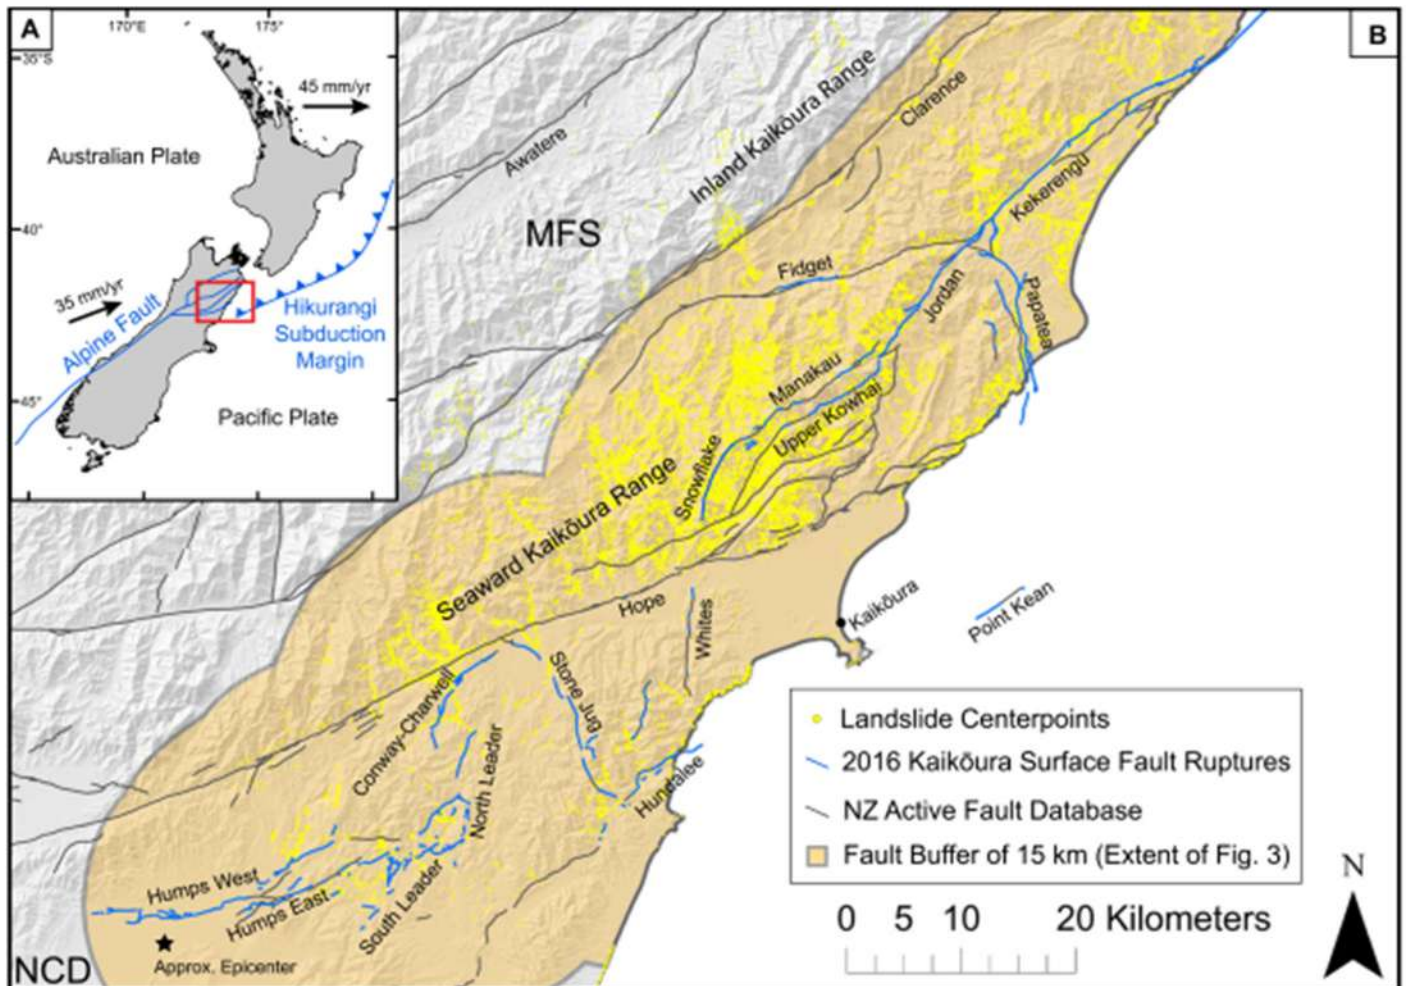 A
170°E
175°
35°S
45 mm/yr
Australian Plate
40°
35 mm/yr
Alpine Fault
Hikurangi
Subduction
Margin
45°
Pacific Plate
B
Inland Kaikōura Range
Clarence
Awatere
MFS
Kekerengu
Fidget
Jordan
Papatea
Manakau
Upper Kowhai
Snowflake
Seaward Kaikōura Range
Hope
Whites
Kaikōura
Point Kean
Stone Jug
Conway-Charwell
North Leader
Hundalee
Humps West
Humps East
South Leader
Approx. Epicenter
NCD
Landslide Centerpoints
2016 Kaikōura Surface Fault Ruptures
NZ Active Fault Database
Fault Buffer of 15 km (Extent of Fig. 3)
0 5 10 20 Kilometers
N